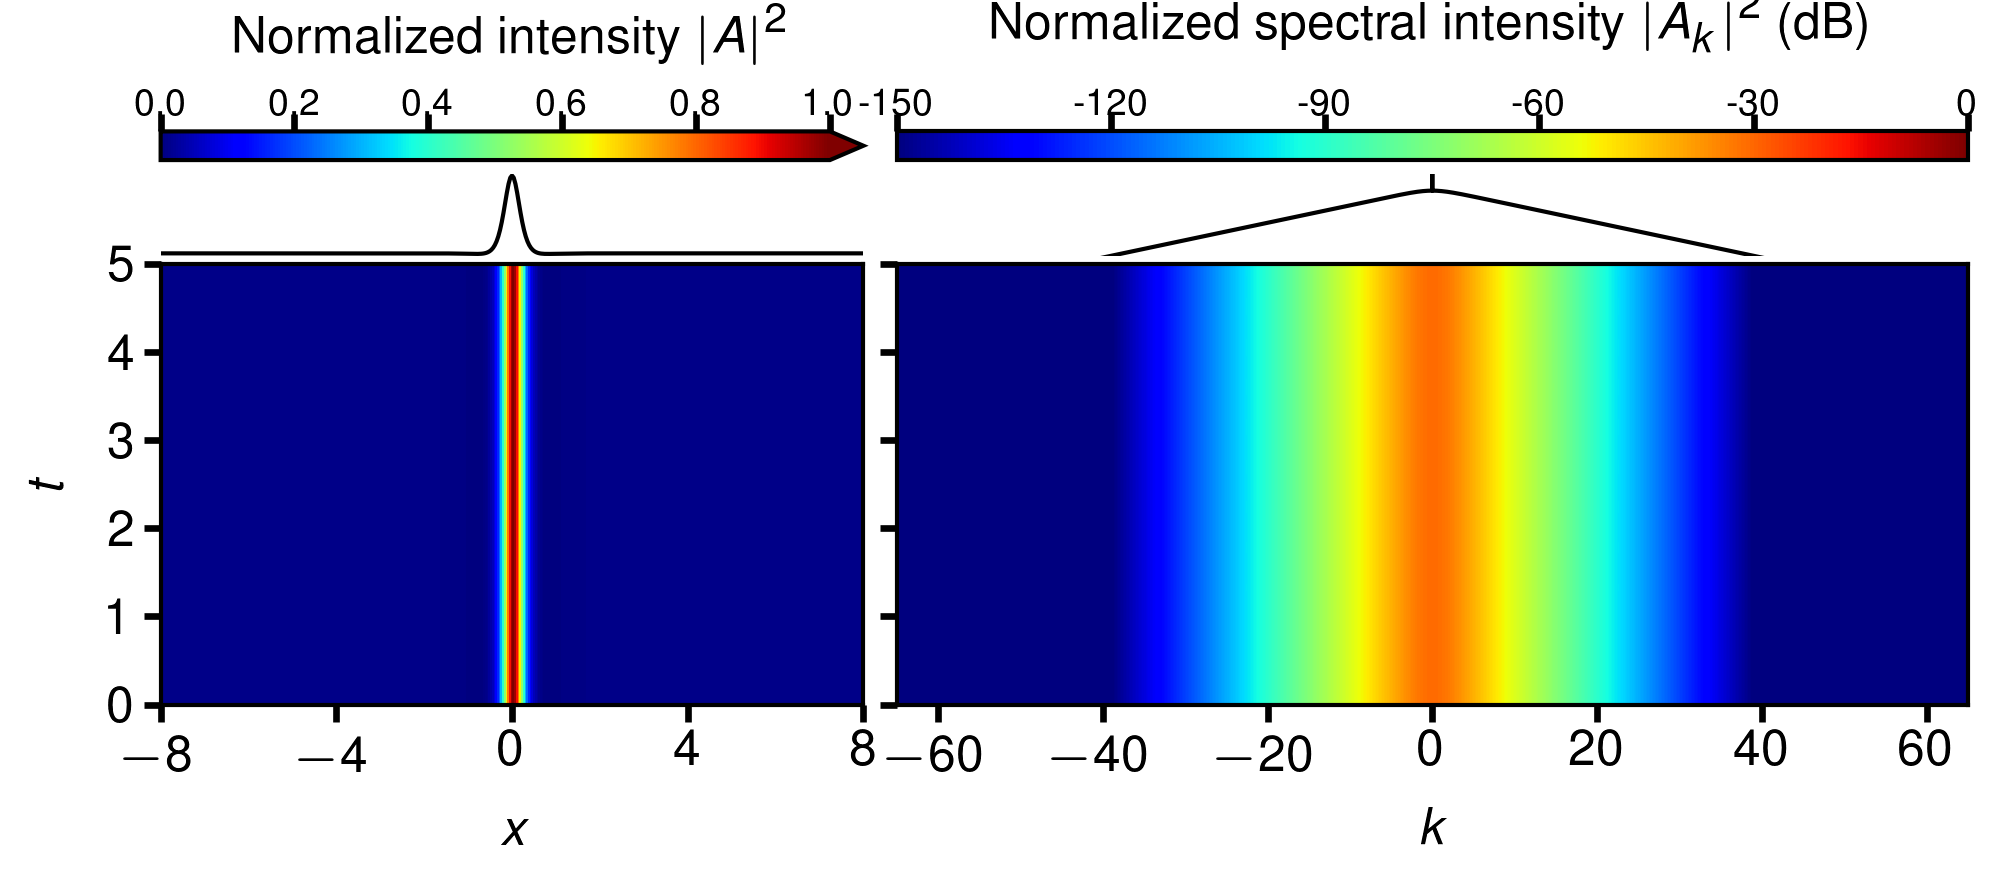 Normalized intensity |A|²
Normalized spectral intensity |Aₖ|² (dB)
0.0 0.2 0.4 0.6 0.8 1.0
-150 -120 -90 -60 -30 0
5
4
3
2
1
0
t
−8 −4 0 4 8
−60 −40 −20 0 20 40 60
x
k